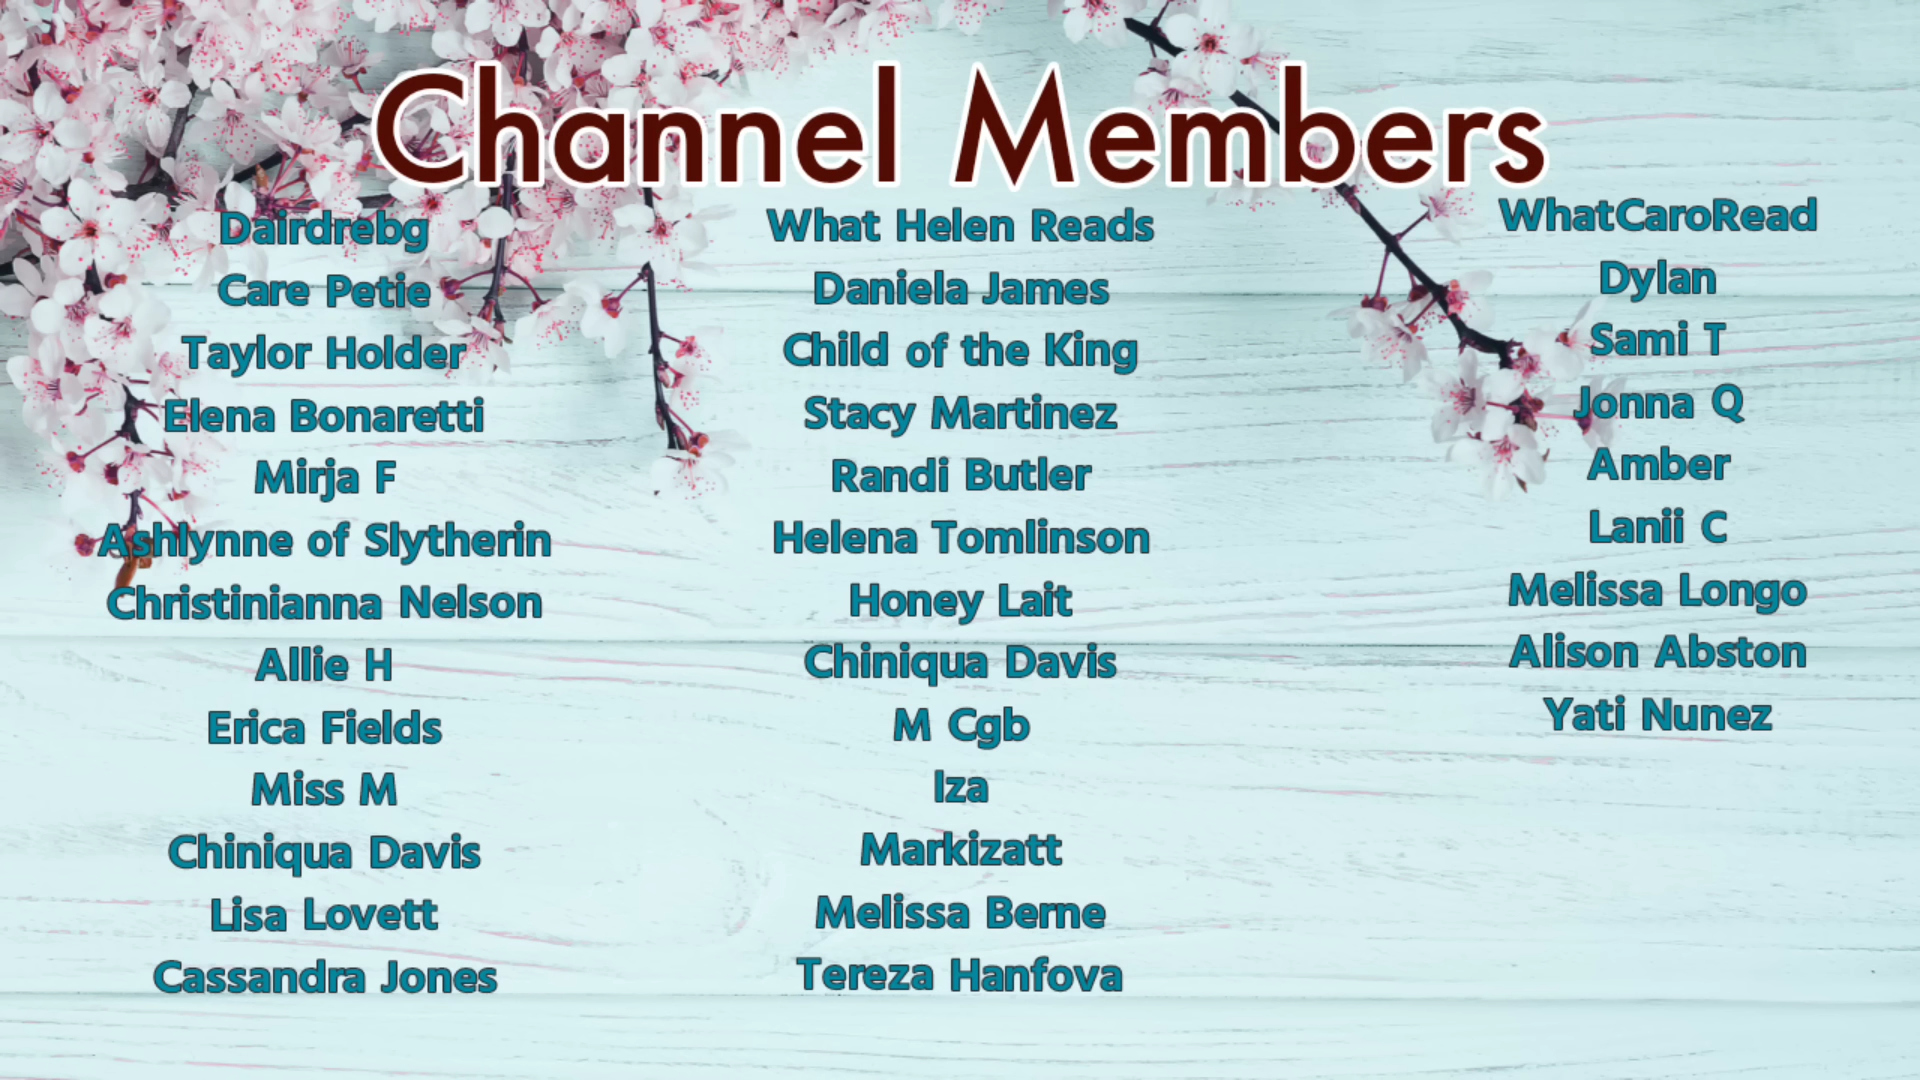 Channel Members
Dairdrebg
Care Petie
Taylor Holder
Elena Bonaretti
Mirja F
Ashlynne of Slytherin
Christinianna Nelson
Allie H
Erica Fields
Miss M
Chiniqua Davis
Lisa Lovett
Cassandra Jones
What Helen Reads
Daniela James
Child of the King
Stacy Martinez
Randi Butler
Helena Tomlinson
Honey Lait
Chiniqua Davis
M Cgb
Iza
Markizatt
Melissa Berne
Tereza Hanfova
WhatCaroRead
Dylan
Sami T
Jonna Q
Amber
Lanii C
Melissa Longo
Alison Abston
Yati Nunez